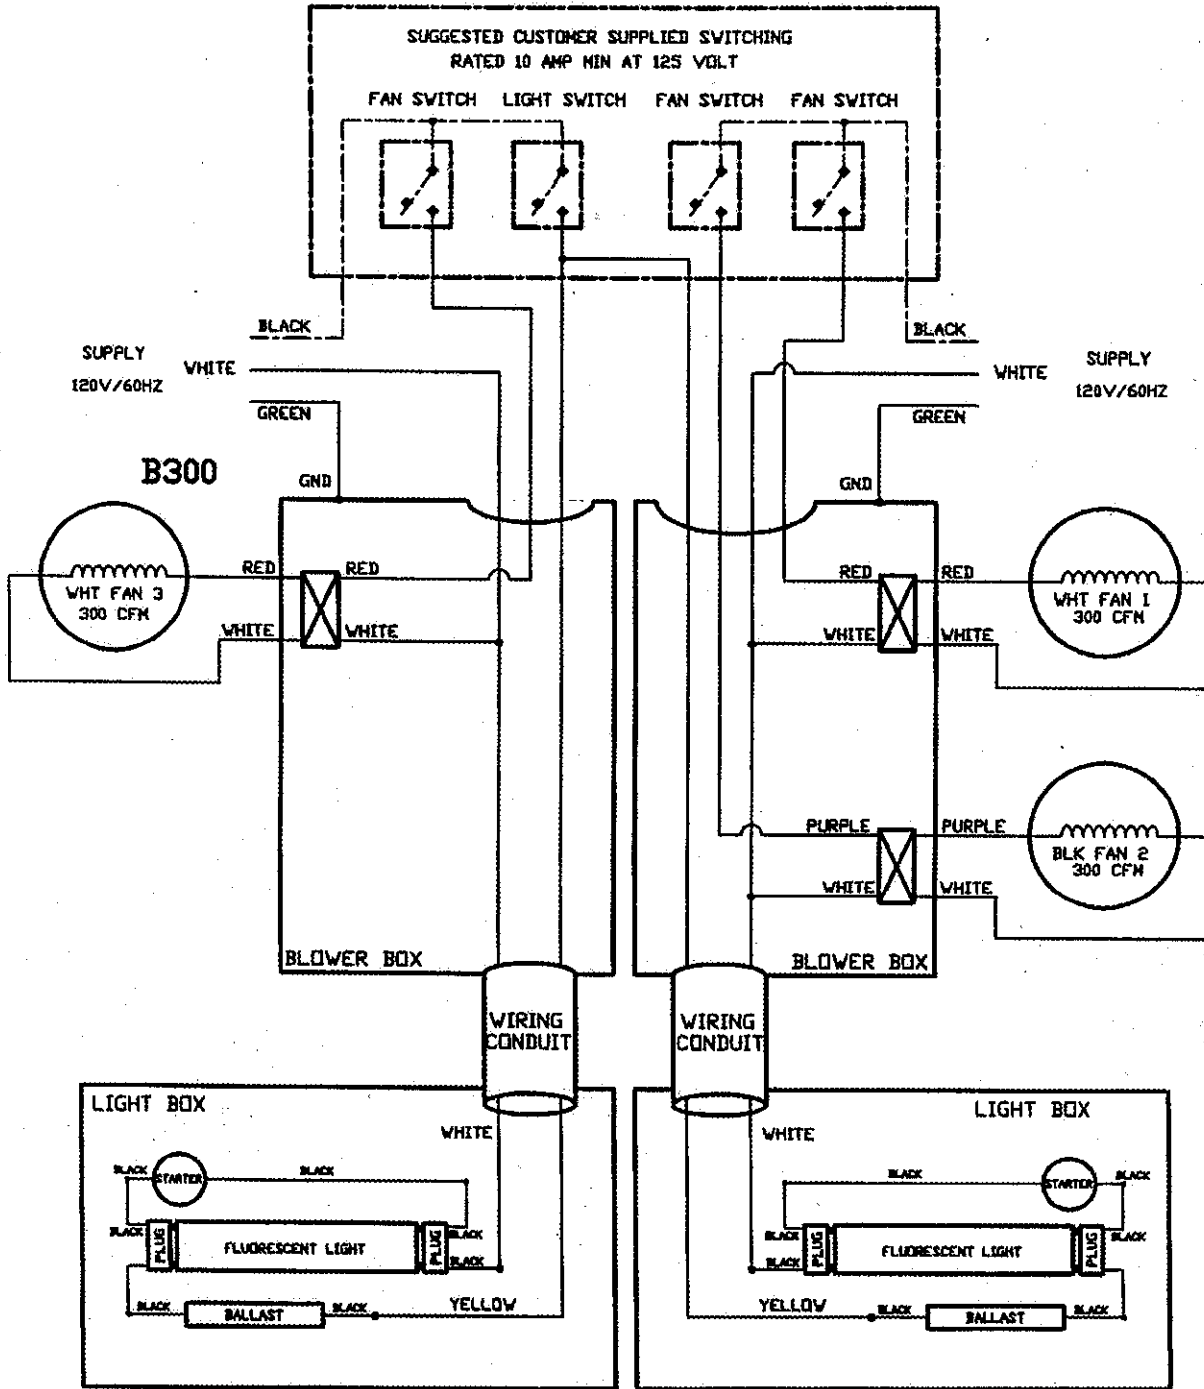 SUGGESTED CUSTOMER SUPPLIED SWITCHING
RATED 10 AMP MIN AT 125 VOLT
FAN SWITCH LIGHT SWITCH FAN SWITCH FAN SWITCH
BLACK BLACK
SUPPLY WHITE WHITE SUPPLY
120V/60HZ 120V/60HZ
GREEN GREEN
B300
GND GND
RED RED RED RED
WHT FAN 3 WHT FAN 1
300 CFM 300 CFM
WHITE WHITE WHITE WHITE
PURPLE PURPLE
BLK FAN 2
300 CFM
WHITE WHITE
BLOWER BOX BLOWER BOX
WIRING WIRING
CONDUIT CONDUIT
LIGHT BOX LIGHT BOX
WHITE WHITE
BLACK STARTER BLACK BLACK STARTER BLACK
BLACK BLACK BLACK BLACK
PLUG FLUORESCENT LIGHT PLUG PLUG FLUORESCENT LIGHT PLUG
BLACK BLACK
BLACK BALLAST BLACK YELLOW YELLOW BLACK BALLAST BLACK